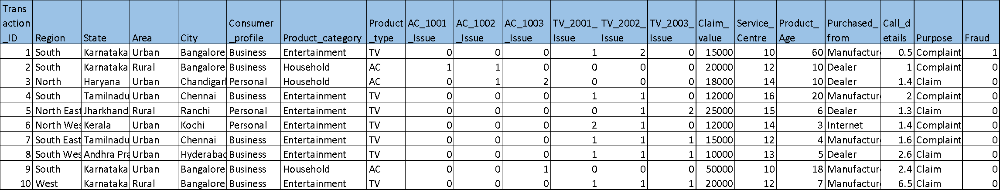 Trans action _ID Region State Area City Consumer _profile Product_category Product _type AC_1001 _Issue AC_1002 _Issue AC_1003 _Issue TV_2001_ Issue TV_2002_ Issue TV_2003_ Issue Claim_ value Service_ Centre Product_ Age Purchased_ from Call_d etails Purpose Fraud
1 South Karnataka Urban Bangalore Business Entertainment TV 0 0 0 1 2 0 15000 10 60 Manufacture 0.5 Complaint 1
2 South Karnataka Rural Bangalore Business Household AC 1 1 0 0 0 0 20000 12 10 Dealer 1 Complaint 0
3 North Haryana Urban Chandigarh Personal Household AC 0 1 2 0 0 0 18000 14 10 Dealer 1.4 Claim 0
4 South Tamilnadu Urban Chennai Business Entertainment TV 0 0 0 1 1 0 12000 16 20 Manufacture 2 Complaint 0
5 North East Jharkhand Rural Ranchi Personal Entertainment TV 0 0 0 0 1 2 25000 15 6 Dealer 1.3 Claim 0
6 North Wes Kerala Urban Kochi Personal Entertainment TV 0 0 0 2 1 0 12000 14 3 Internet 1.4 Complaint 0
7 South East Tamilnadu Urban Chennai Business Entertainment TV 0 0 0 1 1 1 15000 12 4 Manufacture 1.6 Complaint 0
8 South Wes Andhra Pra Urban Hyderabad Business Entertainment TV 0 0 0 1 1 1 10000 13 5 Dealer 2.6 Claim 0
9 South Karnataka Urban Bangalore Business Household AC 0 0 1 0 0 0 50000 10 18 Manufacture 2.4 Claim 0
10 West Karnataka Rural Bangalore Business Entertainment TV 0 0 0 1 1 1 20000 12 7 Manufacture 6.5 Claim 0